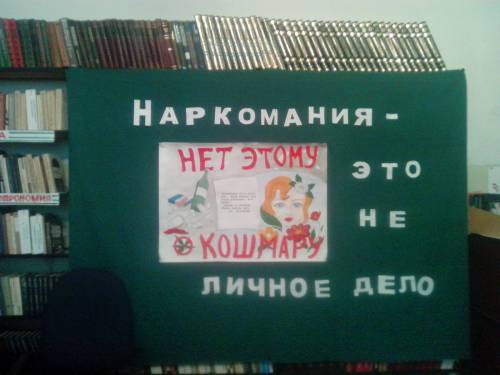 НАРКОМАНИЯ-
НЕТ ЭТОМУ
КОШМАРУ
ЭТО
НЕ
ЛИЧНОЕ ДЕЛО